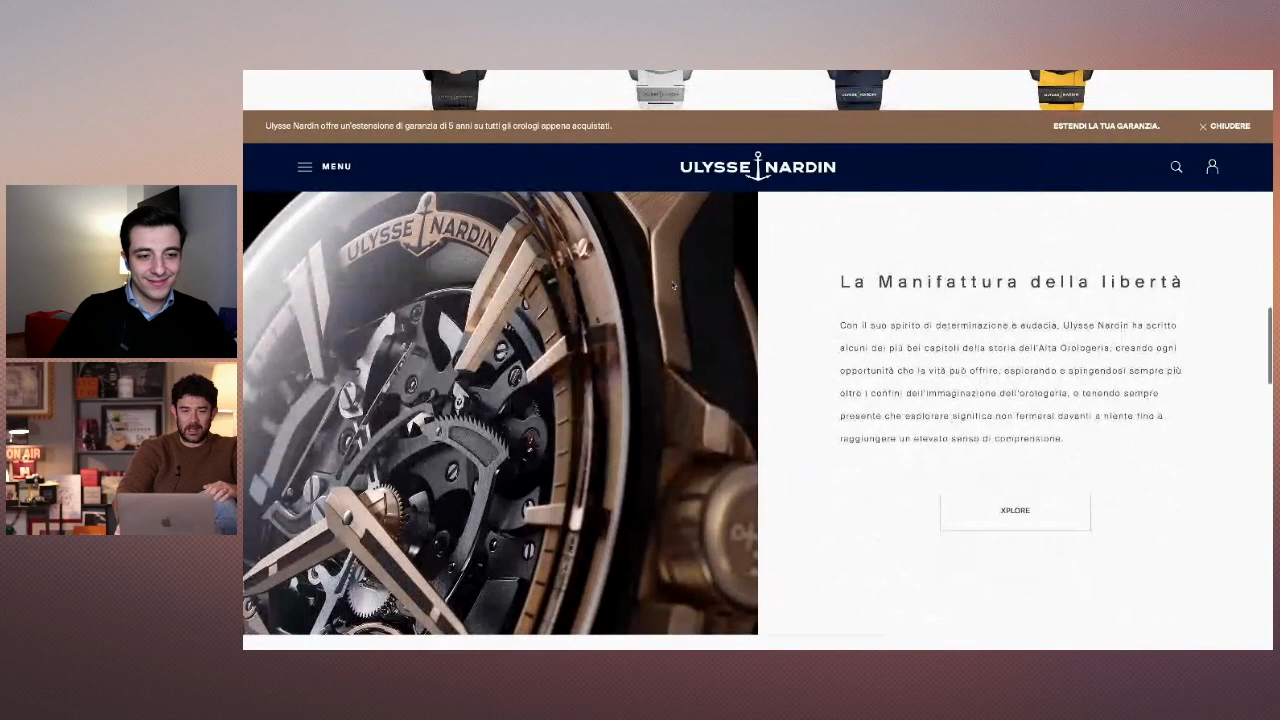 Ulysse Nardin offre un'estensione di garanzia di 5 anni su tutti gli orologi appena acquistati.
ESTENDI LA TUA GARANZIA.
CHIUDERE
MENU
ULYSSE NARDIN
ULYSSE NARDIN
La Manifattura della libertà
Con il suo spirito di determinazione e audacia, Ulysse Nardin ha scritto
alcuni dei più bei capitoli della storia dell'Alta Orologeria, creando ogni
opportunità che la vita può offrire, esplorando e spingendosi sempre più
oltre i confini dell'immaginazione dell'orologeria, e tenendo sempre
presente che esplorare significa non fermarsi davanti a niente fino a
raggiungere un elevato senso di comprensione.
XPLORE
ON AIR